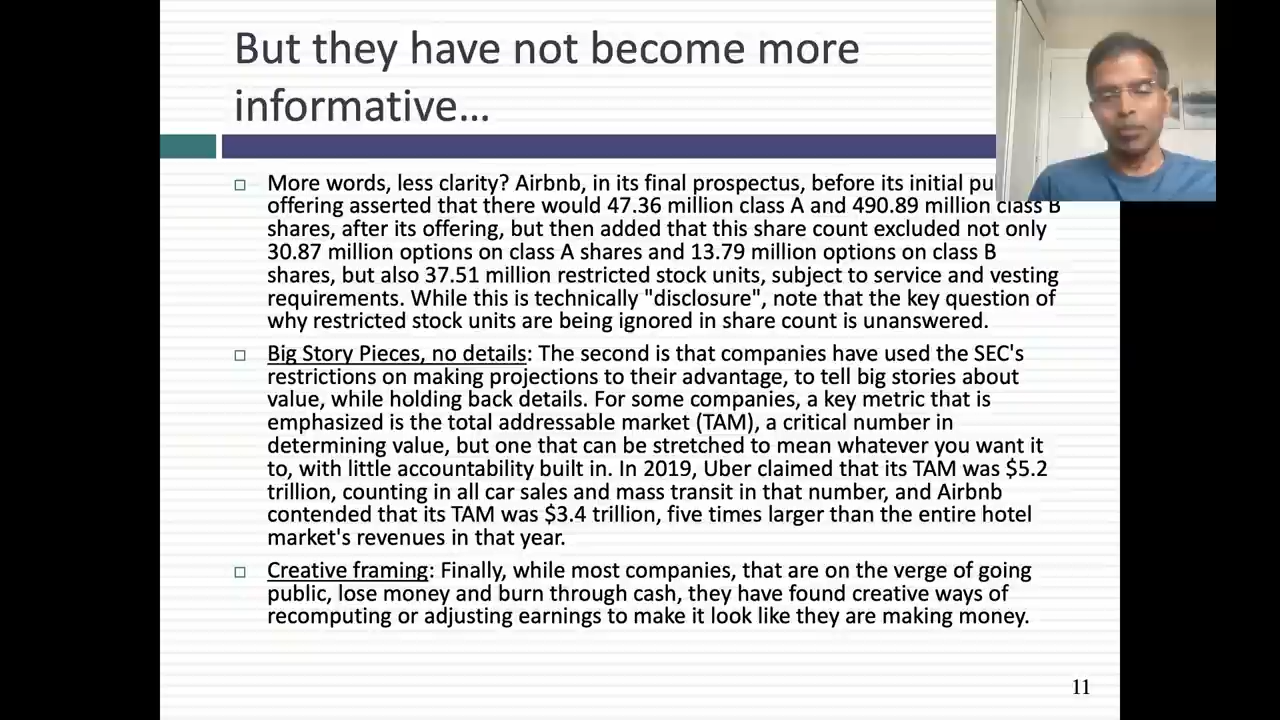 But they have not become more
informative...
More words, less clarity? Airbnb, in its final prospectus, before its initial pu
offering asserted that there would 47.36 million class A and 490.89 million class B
shares, after its offering, but then added that this share count excluded not only
30.87 million options on class A shares and 13.79 million options on class B
shares, but also 37.51 million restricted stock units, subject to service and vesting
requirements. While this is technically "disclosure", note that the key question of
why restricted stock units are being ignored in share count is unanswered.
Big Story Pieces, no details: The second is that companies have used the SEC's
restrictions on making projections to their advantage, to tell big stories about
value, while holding back details. For some companies, a key metric that is
emphasized is the total addressable market (TAM), a critical number in
determining value, but one that can be stretched to mean whatever you want it
to, with little accountability built in. In 2019, Uber claimed that its TAM was $5.2
trillion, counting in all car sales and mass transit in that number, and Airbnb
contended that its TAM was $3.4 trillion, five times larger than the entire hotel
market's revenues in that year.
Creative framing: Finally, while most companies, that are on the verge of going
public, lose money and burn through cash, they have found creative ways of
recomputing or adjusting earnings to make it look like they are making money.
11